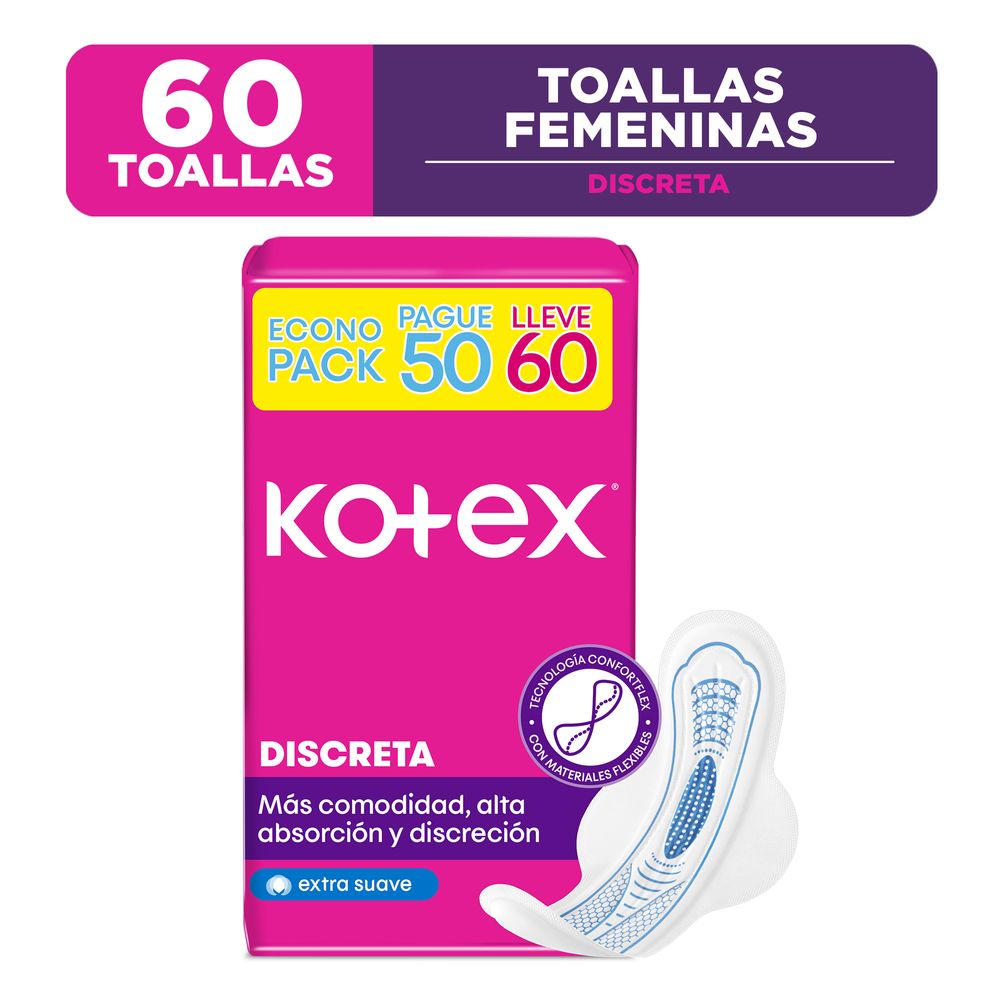 60
TOALLAS
TOALLAS
FEMENINAS
DISCRETA
ECONO
PACK
PAGUE
50
LLEVE
60
Kotex®
TECNOLOGÍA CONFORTFLEX
CON MATERIALES FLEXIBLES
DISCRETA
Más comodidad, alta
absorción y discreción
extra suave